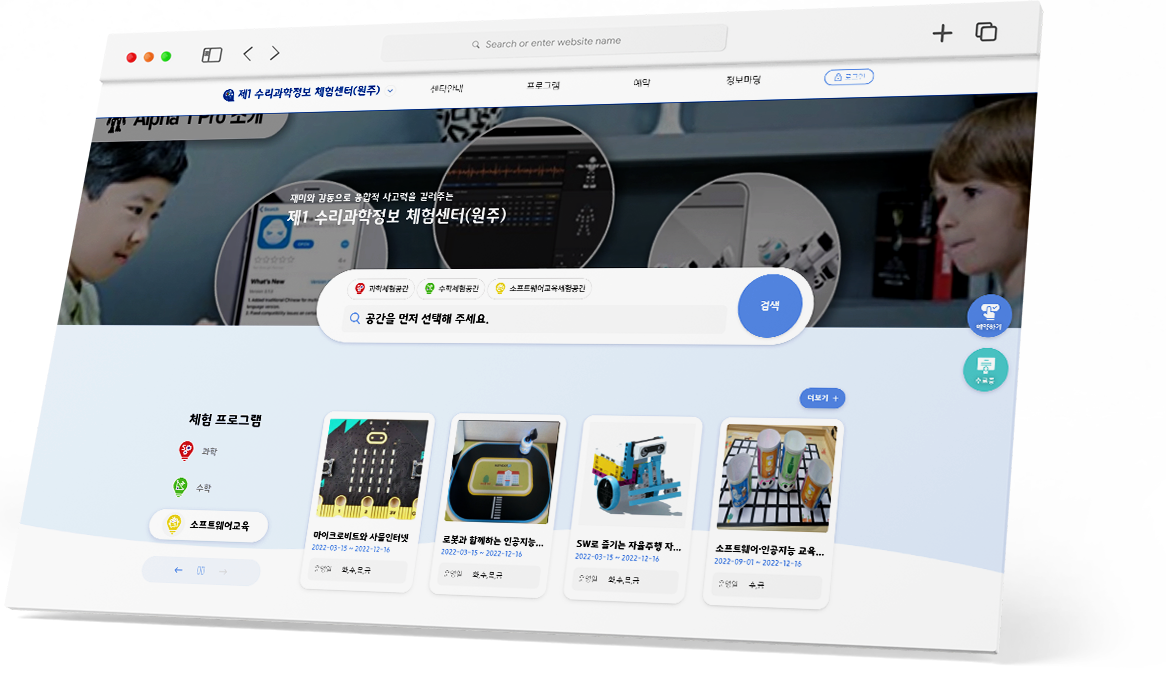 Search or enter website name
제1 수리과학정보 체험센터(원주)
센터안내
프로그램
예약
정보마당
로그인
Alpha 1 Pro 소개
재미와 감동으로 융합적 사고력을 길러주는
제1 수리과학정보 체험센터(원주)
What's New
과학체험공간
수학체험공간
소프트웨어교육체험공간
공간을 먼저 선택해 주세요.
검색
예약하기
수료증
더보기 +
체험 프로그램
과학
수학
소프트웨어교육
마이크로비트와 사물인터넷
2022-03-15 ~ 2022-12-16
운영일 화,수,목,금
로봇과 함께하는 인공지능...
2022-03-15 ~ 2022-12-16
운영일 화,수,목,금
SW로 즐기는 자율주행 자...
2022-03-15 ~ 2022-12-16
운영일 화,수,목,금
소프트웨어·인공지능 교육...
2022-09-01 ~ 2022-12-16
운영일 수,금